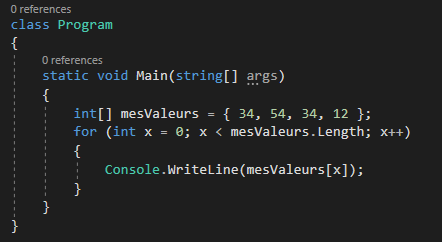 0 references
class Program
{
0 references
static void Main(string[] args)
{
int[] mesValeurs = { 34, 54, 34, 12 };
for (int x = 0; x < mesValeurs.Length; x++)
{
Console.WriteLine(mesValeurs[x]);
}
}
}